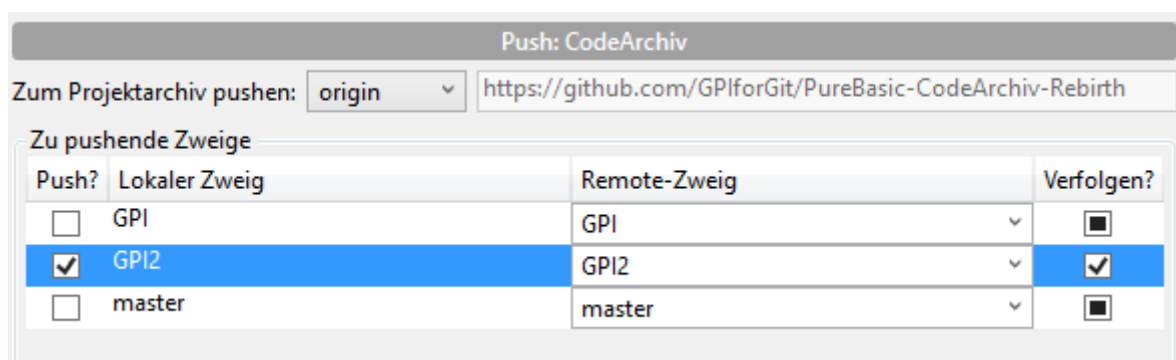 Push: CodeArchiv
Zum Projektarchiv pushen: origin https://github.com/GPIforGit/PureBasic-CodeArchiv-Rebirth
Zu pushende Zweige
Push? Lokaler Zweig Remote-Zweig Verfolgen?
GPI GPI
GPI2 GPI2
master master